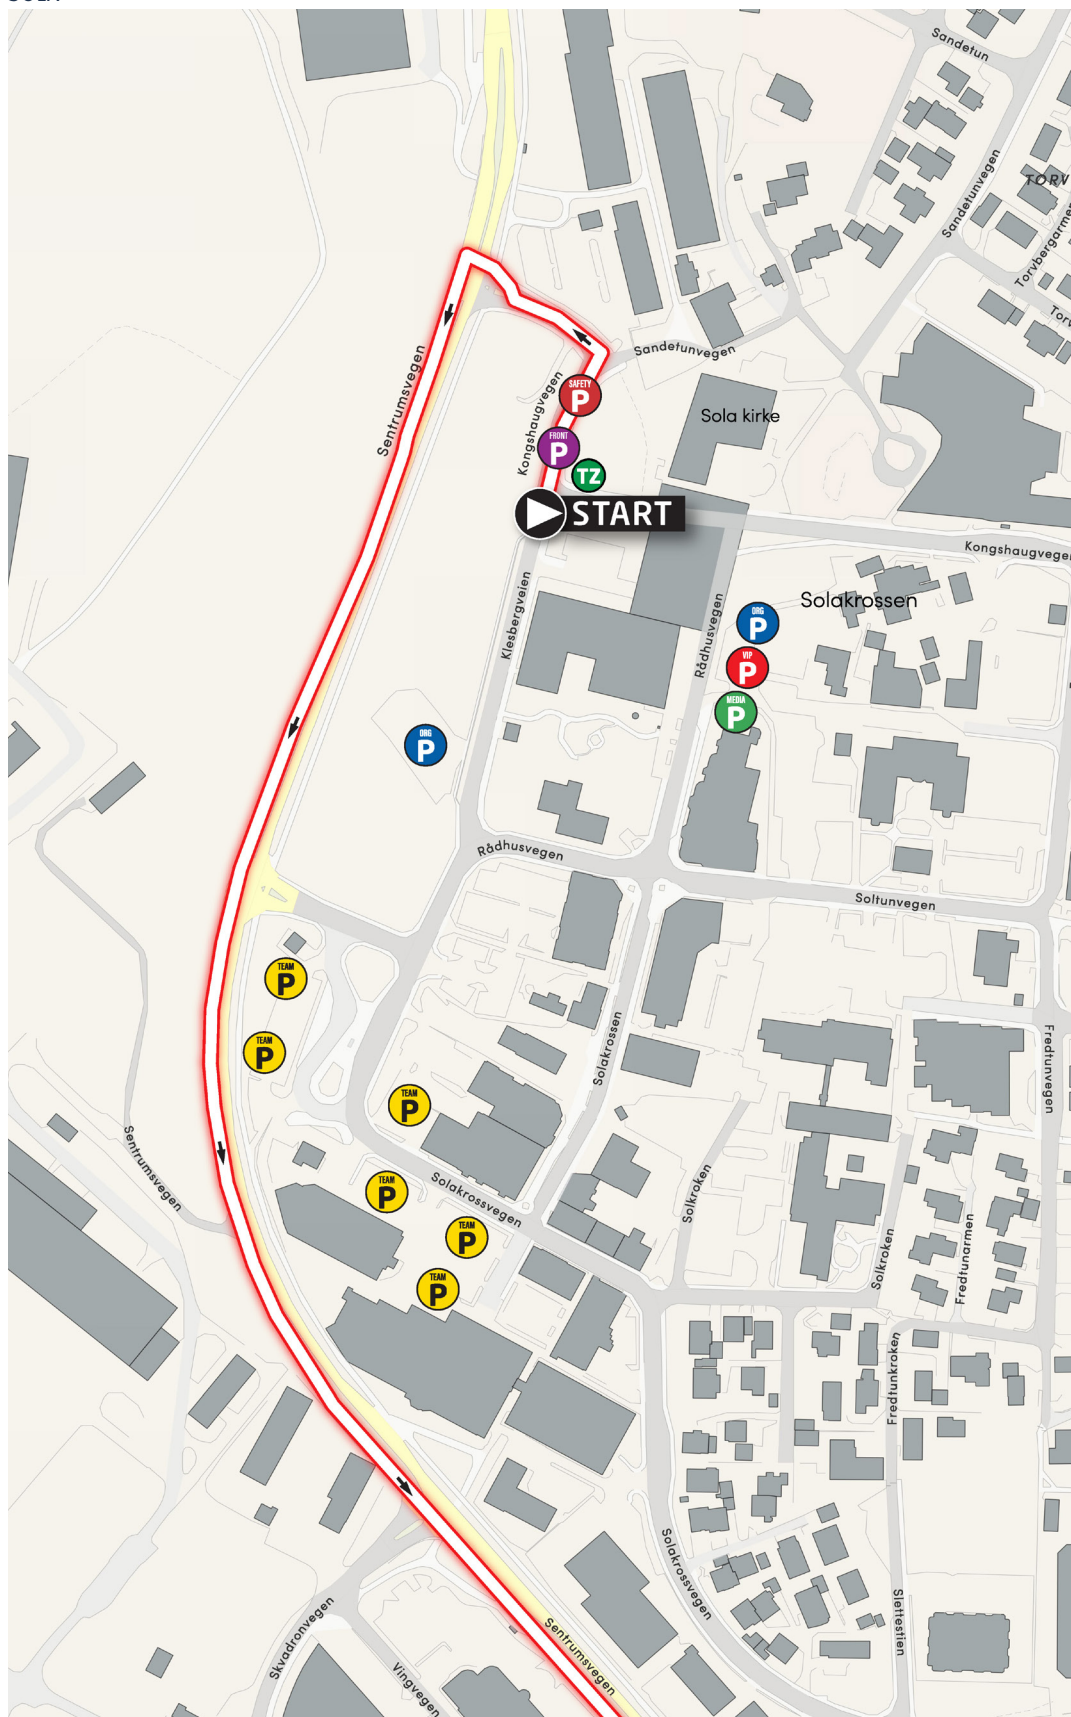 Sandetun
Sandetunvegen
TORV
Torvbergarmen
Torv
Sentrumsvegen
Kongshaugvegen
Sandetunvegen
SAFETY
P
Sola kirke
FRONT
P
TZ
START
Kongshaugvegen
Klesbergveien
Rådhusvegen
Solakrossen
ORG
P
VIP
P
MEDIA
P
ORG
P
Rådhusvegen
Soltunvegen
TEAM
P
TEAM
P
TEAM
P
Solakrossen
Fredtunvegen
Sentrumsvegen
TEAM
P
Solakrossvegen
Solkroken
TEAM
P
Solkroken
Fredtunarmen
TEAM
P
Fredtunkroken
Solakrossvegen
Slettestien
Skvadronvegen
Vingvegen
Sentrumsvegen